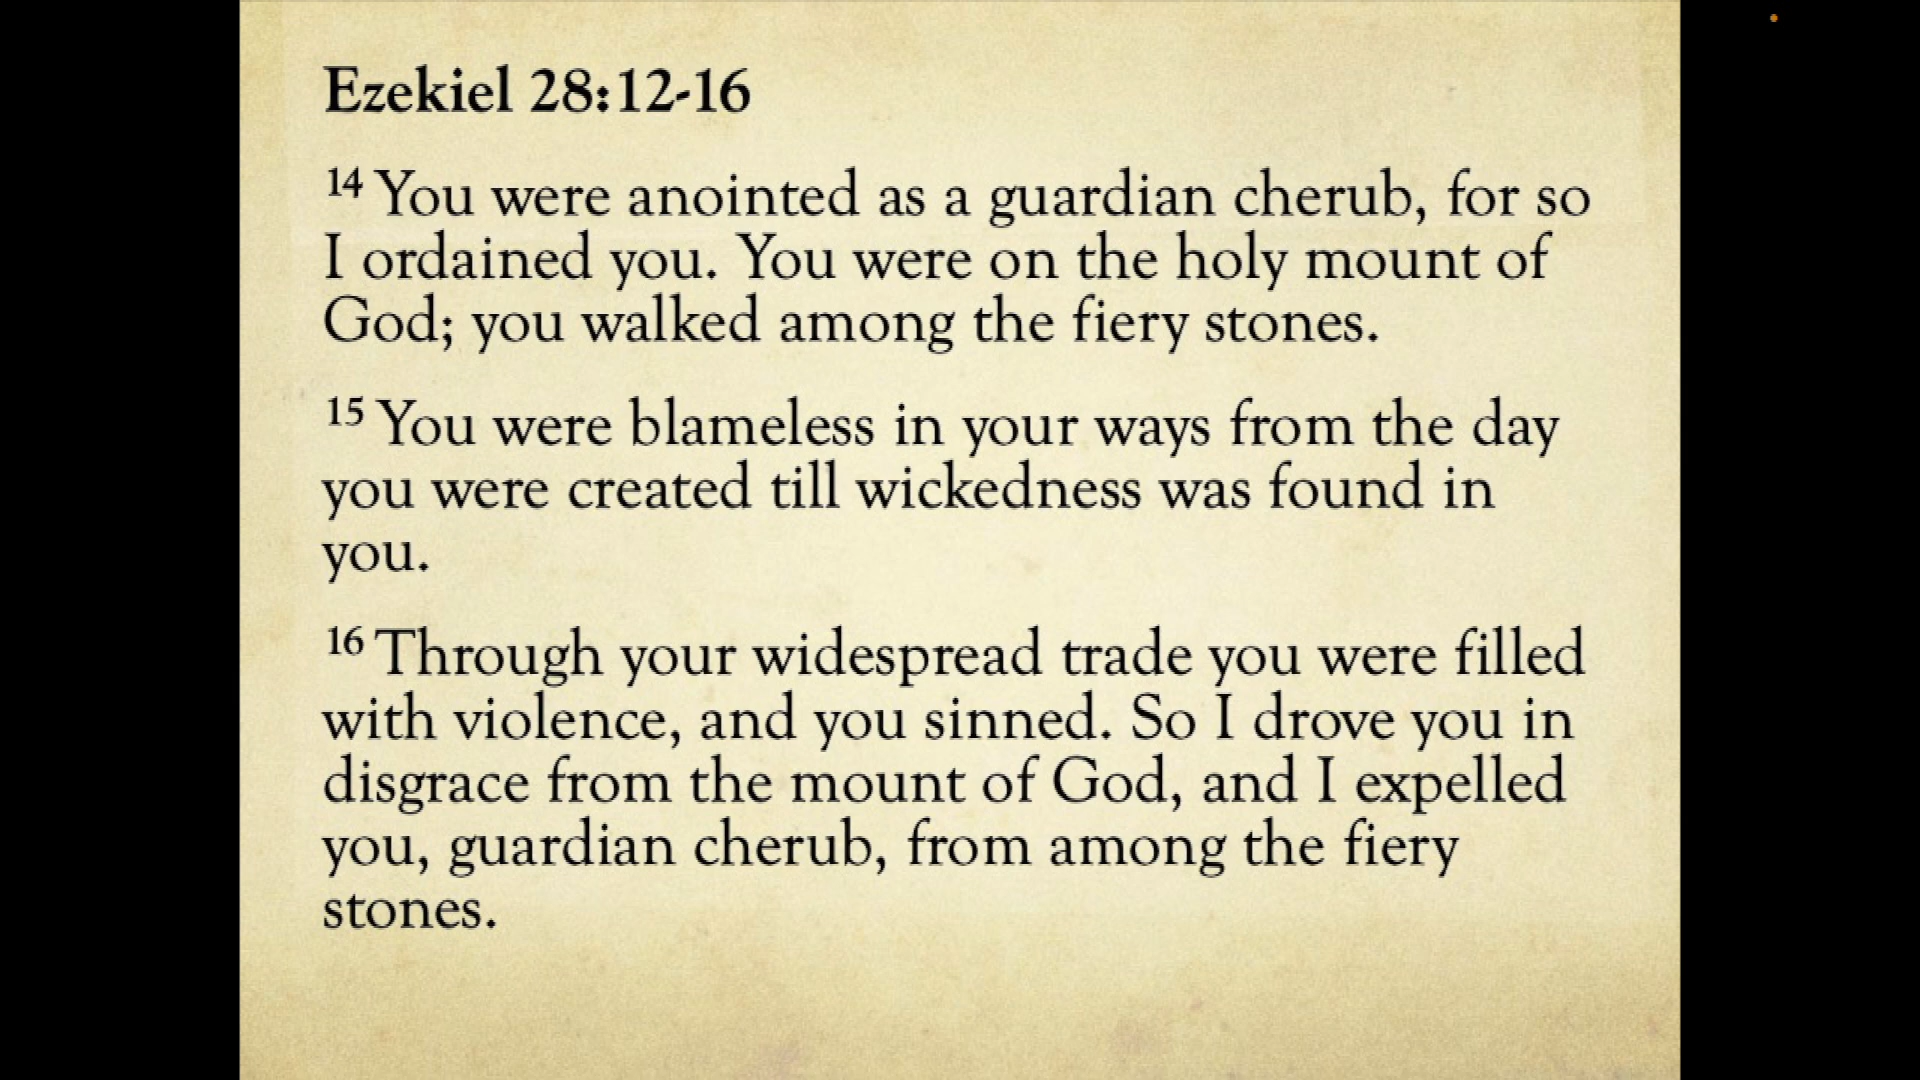 Ezekiel 28:12-16
14 You were anointed as a guardian cherub, for so
I ordained you. You were on the holy mount of
God; you walked among the fiery stones.
15 You were blameless in your ways from the day
you were created till wickedness was found in
you.
16 Through your widespread trade you were filled
with violence, and you sinned. So I drove you in
disgrace from the mount of God, and I expelled
you, guardian cherub, from among the fiery
stones.